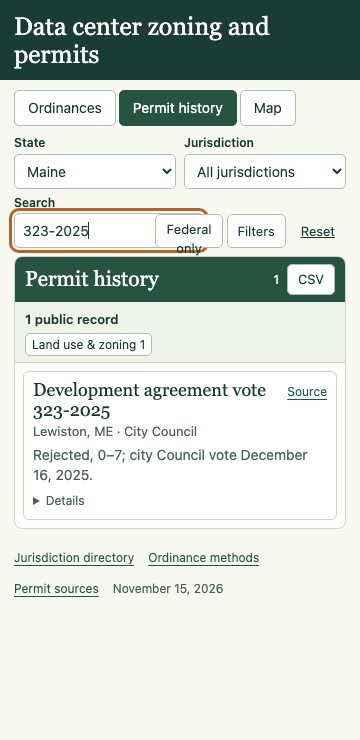 Data center zoning and
permits
Ordinances
Permit history
Map
State
Jurisdiction
Maine
All jurisdictions
Search
323-2025
Federal
only
Filters
Reset
Permit history
1
CSV
1 public record
Land use & zoning 1
Development agreement vote
323-2025
Source
Lewiston, ME · City Council
Rejected, 0–7; city Council vote December
16, 2025.
Details
Jurisdiction directory
Ordinance methods
Permit sources
November 15, 2026